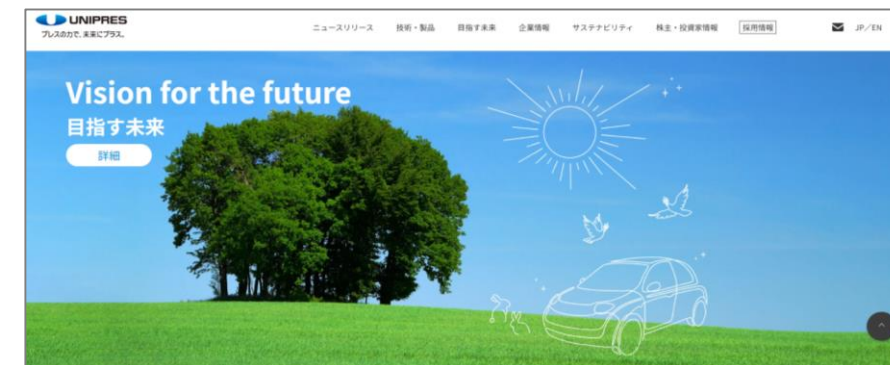 UNIPRES
プレスの力で、未来にプラス。
ニュースリリース 技術・製品 目指す未来 企業情報 サステナビリティ 株主・投資家情報 採用情報 JP/EN
Vision for the future
目指す未来
詳細